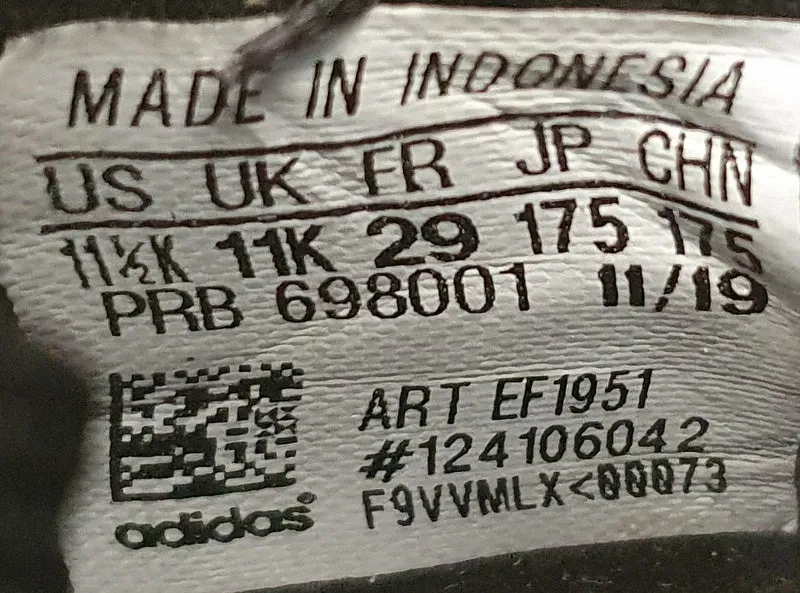 MADE IN INDONESIA
US UK FR JP CHN
11½K 11K 29 175 175
PRB 698001 11/19
ART EF1951
#124106042
F9VVMLX<00073
adidas®